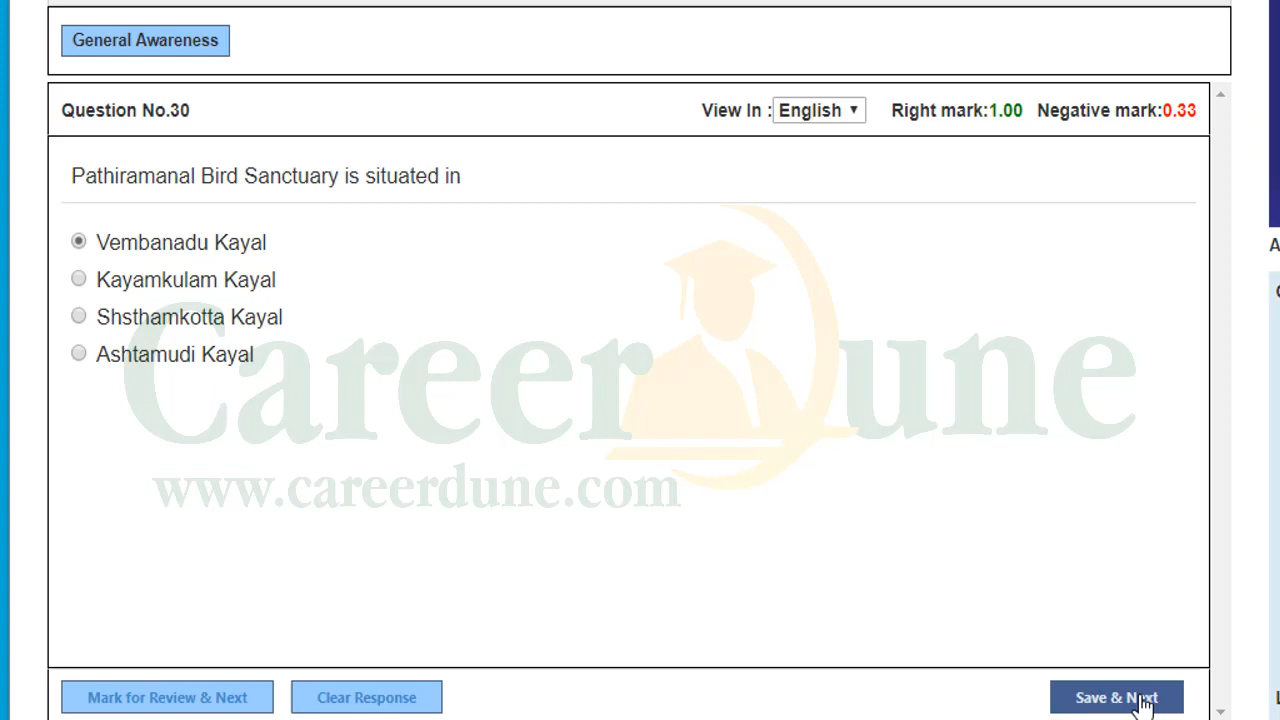 General Awareness
Question No.30 View In : English ▼ Right mark:1.00 Negative mark:0.33
Pathiramanal Bird Sanctuary is situated in
Vembanadu Kayal
Kayamkulam Kayal
Shsthamkotta Kayal
Ashtamudi Kayal
CareerDune
www.careerdune.com
Mark for Review & Next Clear Response Save & Next